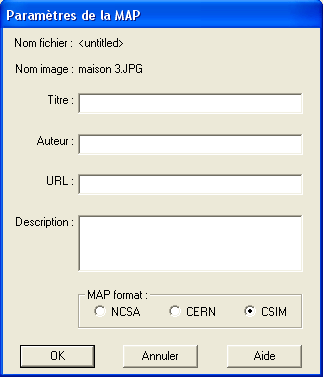 Paramètres de la MAP
Nom fichier : <untitled>
Nom image : maison 3.JPG
Titre :
Auteur :
URL :
Description :
MAP format :
NCSA CERN CSIM
OK Annuler Aide